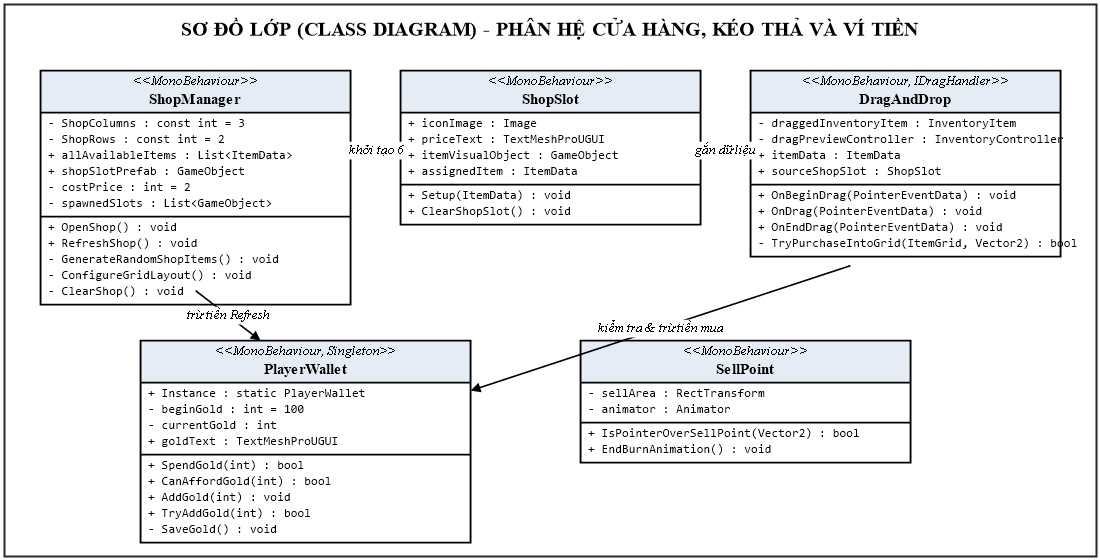 SƠ ĐỒ LỚP (CLASS DIAGRAM) - PHÂN HỆ CỬA HÀNG, KÉO THẢ VÀ VÍ TIỀN
<<MonoBehaviour>>
ShopManager
- ShopColumns : const int = 3
- ShopRows : const int = 2
+ allAvailableItems : List<ItemData>
+ shopSlotPrefab : GameObject
- costPrice : int = 2
- spawnedSlots : List<GameObject>
+ OpenShop() : void
+ RefreshShop() : void
- GenerateRandomShopItems() : void
- ConfigureGridLayout() : void
- ClearShop() : void
khởi tạo 6
<<MonoBehaviour>>
ShopSlot
+ iconImage : Image
+ priceText : TextMeshProUGUI
+ itemVisualObject : GameObject
+ assignedItem : ItemData
+ Setup(ItemData) : void
+ ClearShopSlot() : void
gắn dữ liệu
<<MonoBehaviour, IDragHandler>>
DragAndDrop
- draggedInventoryItem : InventoryItem
- dragPreviewController : InventoryController
+ itemData : ItemData
+ sourceShopSlot : ShopSlot
+ OnBeginDrag(PointerEventData) : void
+ OnDrag(PointerEventData) : void
+ OnEndDrag(PointerEventData) : void
- TryPurchaseIntoGrid(ItemGrid, Vector2) : bool
trừ tiền Refresh
kiểm tra & trừ tiền mua
<<MonoBehaviour, Singleton>>
PlayerWallet
+ Instance : static PlayerWallet
- beginGold : int = 100
- currentGold : int
+ goldText : TextMeshProUGUI
+ SpendGold(int) : bool
+ CanAffordGold(int) : bool
+ AddGold(int) : void
+ TryAddGold(int) : bool
- SaveGold() : void
<<MonoBehaviour>>
SellPoint
- sellArea : RectTransform
- animator : Animator
+ IsPointerOverSellPoint(Vector2) : bool
+ EndBurnAnimation() : void